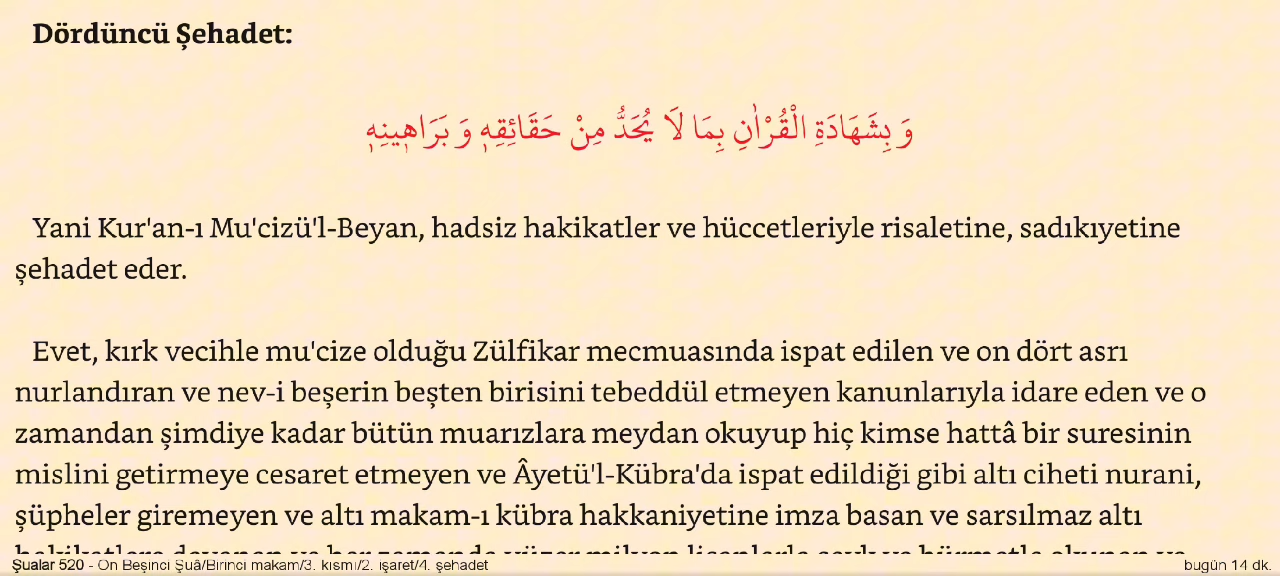 Dördüncü Şehadet:
وَ بِشَهَادَةِ الْقُرْاٰنِ بِمَا لَا يُحَدُّ مِنْ حَقَائِقِهٖ وَ بَرَاهٖينِهٖ
Yani Kur'an-ı Mu'cizü'l-Beyan, hadsiz hakikatler ve hüccetleriyle risaletine, sadıkıyetine
şehadet eder.
Evet, kırk vecihle mu'cize olduğu Zülfikar mecmuasında ispat edilen ve on dört asrı
nurlandıran ve nev-i beşerin beşten birisini tebeddül etmeyen kanunlarıyla idare eden ve o
zamandan şimdiye kadar bütün muarızlara meydan okuyup hiç kimse hattâ bir suresinin
mislini getirmeye cesaret etmeyen ve Âyetü'l-Kübra'da ispat edildiği gibi altı ciheti nurani,
şüpheler giremeyen ve altı makam-ı kübra hakkaniyetine imza basan ve sarsılmaz altı
Şualar 520 - On Beşinci Şuâ/Birinci makam/3. kısmı/2. işaret/4. şehadet
bugün 14 dk.